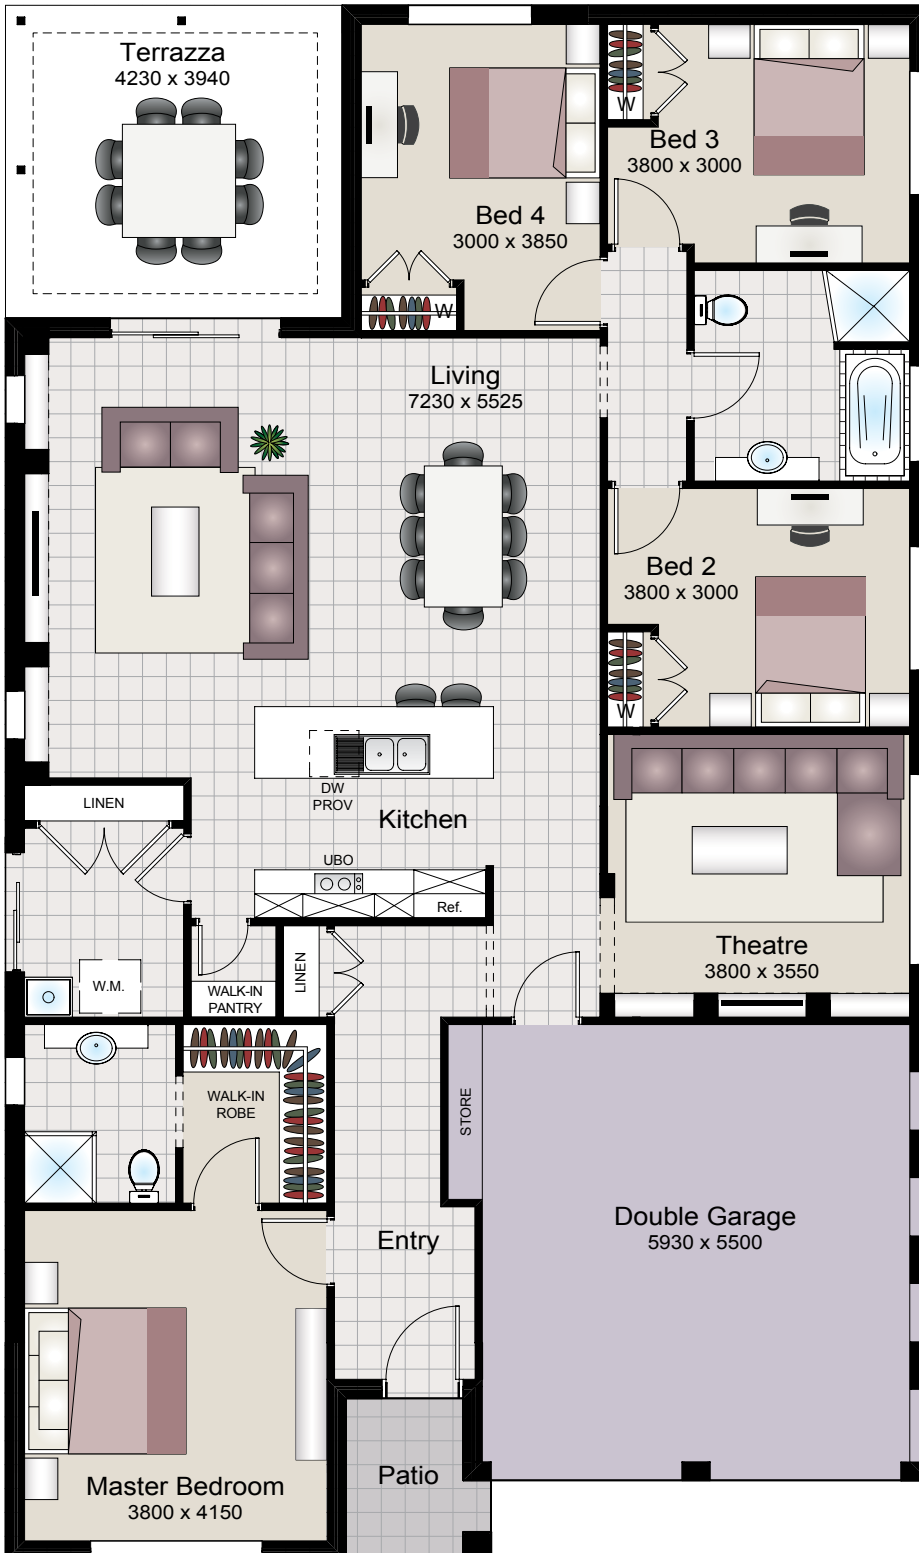 Terrazza
4230 x 3940
W
Bed 3
3800 x 3000
Bed 4
3000 x 3850
W
Living
7230 x 5525
Bed 2
3800 x 3000
W
DW
PROV
Kitchen
LINEN
UBO
Ref.
Theatre
3800 x 3550
LINEN
W.M.
WALK-IN
PANTRY
WALK-IN
ROBE
STORE
Double Garage
5930 x 5500
Entry
Patio
Master Bedroom
3800 x 4150